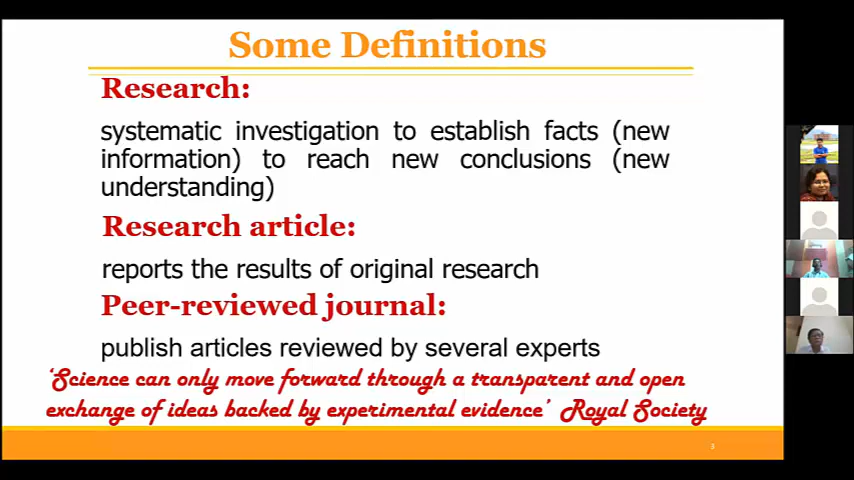 Some Definitions
Research:
systematic investigation to establish facts (new
information) to reach new conclusions (new
understanding)
Research article:
reports the results of original research
Peer-reviewed journal:
publish articles reviewed by several experts
‘Science can only move forward through a transparent and open
exchange of ideas backed by experimental evidence’ Royal Society